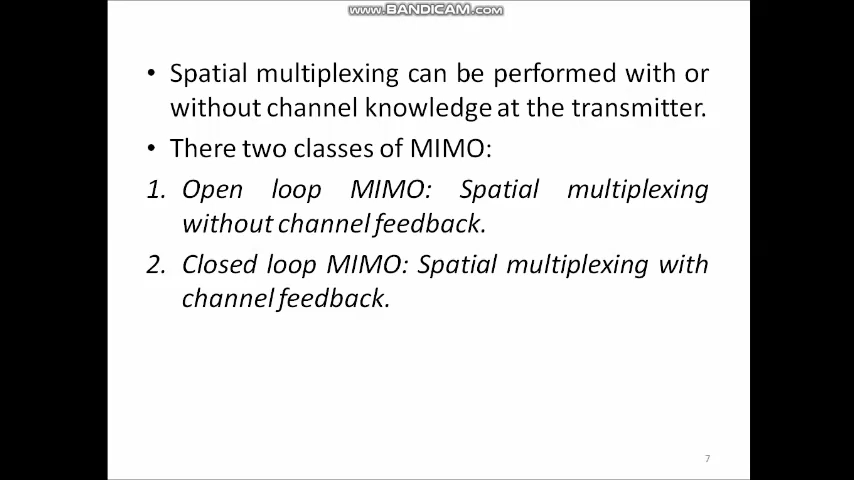 www.BANDICAM.com
• Spatial multiplexing can be performed with or
without channel knowledge at the transmitter.
• There two classes of MIMO:
1. Open loop MIMO: Spatial multiplexing
without channel feedback.
2. Closed loop MIMO: Spatial multiplexing with
channel feedback.
7